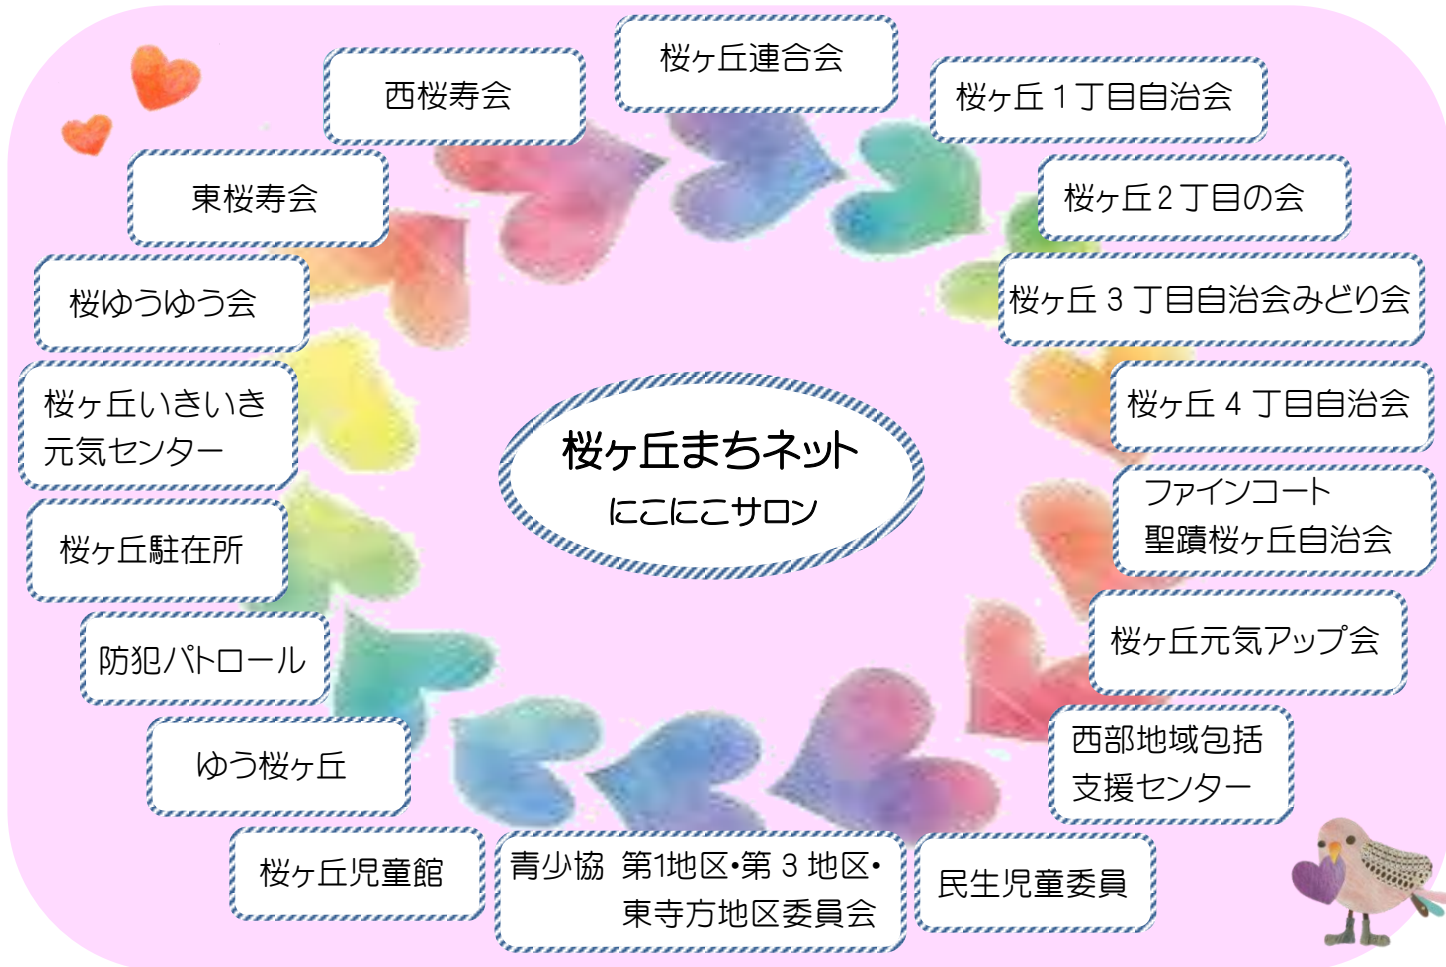 桜ヶ丘連合会
西桜寿会
桜ヶ丘1丁目自治会
東桜寿会
桜ヶ丘2丁目の会
桜ゆうゆう会
桜ヶ丘3丁目自治会みどり会
桜ヶ丘いきいき
元気センター
桜ヶ丘4丁目自治会
桜ヶ丘まちネット
にこにこサロン
ファインコート
聖蹟桜ヶ丘自治会
桜ヶ丘駐在所
桜ヶ丘元気アップ会
防犯パトロール
西部地域包括
支援センター
ゆう桜ヶ丘
桜ヶ丘児童館
青少協 第1地区・第3地区・
東寺方地区委員会
民生児童委員